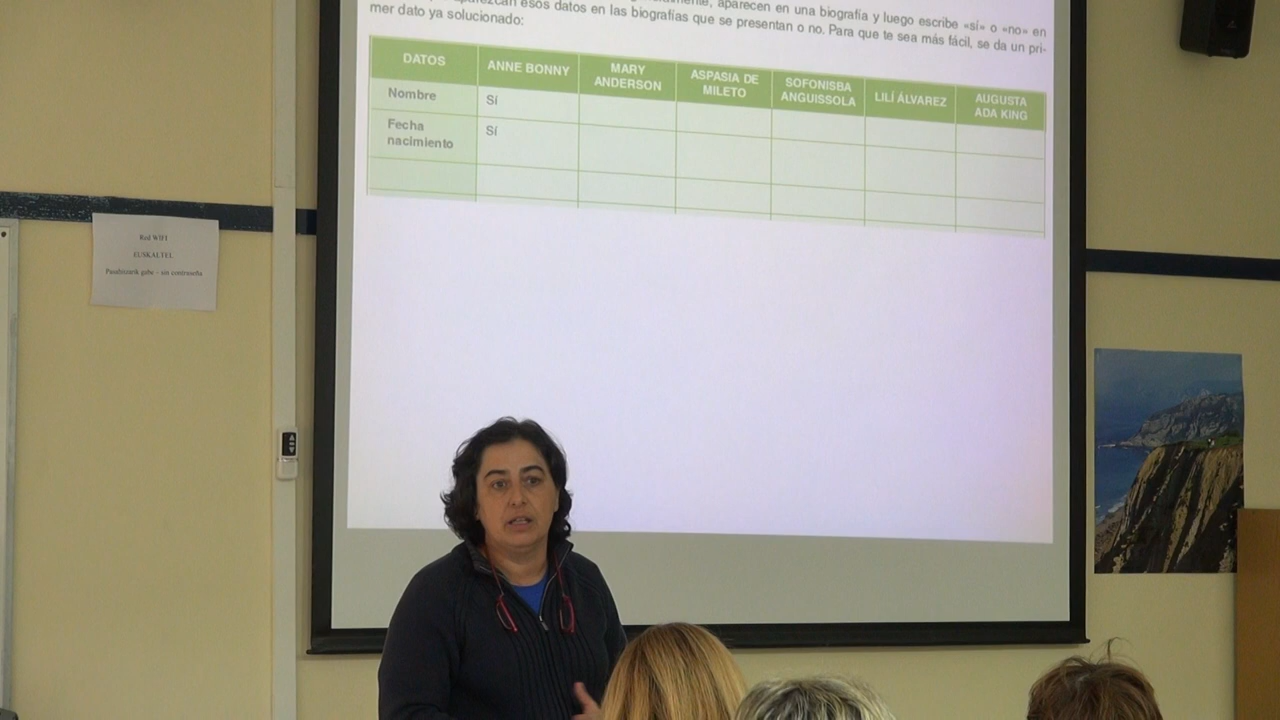 esos datos en las biografías que se presentan o no. Para que te sea más fácil, se da un pri-
aparecen en una biografía y luego escribe «sí» o «no» en
mer dato ya solucionado:
DATOS ANNE BONNY MARY ANDERSON ASPASIA DE MILETO SOFONISBA ANGUISSOLA LILÍ ÁLVAREZ AUGUSTA ADA KING
Nombre Sí
Fecha nacimiento Sí
Red WIFI
EUSKALTEL
Pasahitzarik gabe – sin contraseña